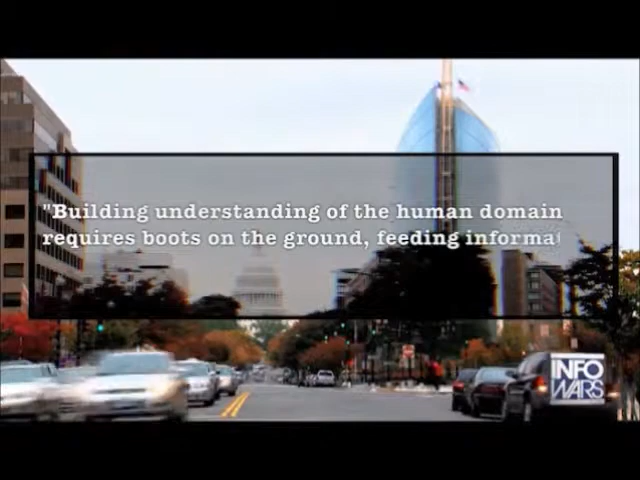 "Building understanding of the human domain
requires boots on the ground, feeding informa
INFO
WARS